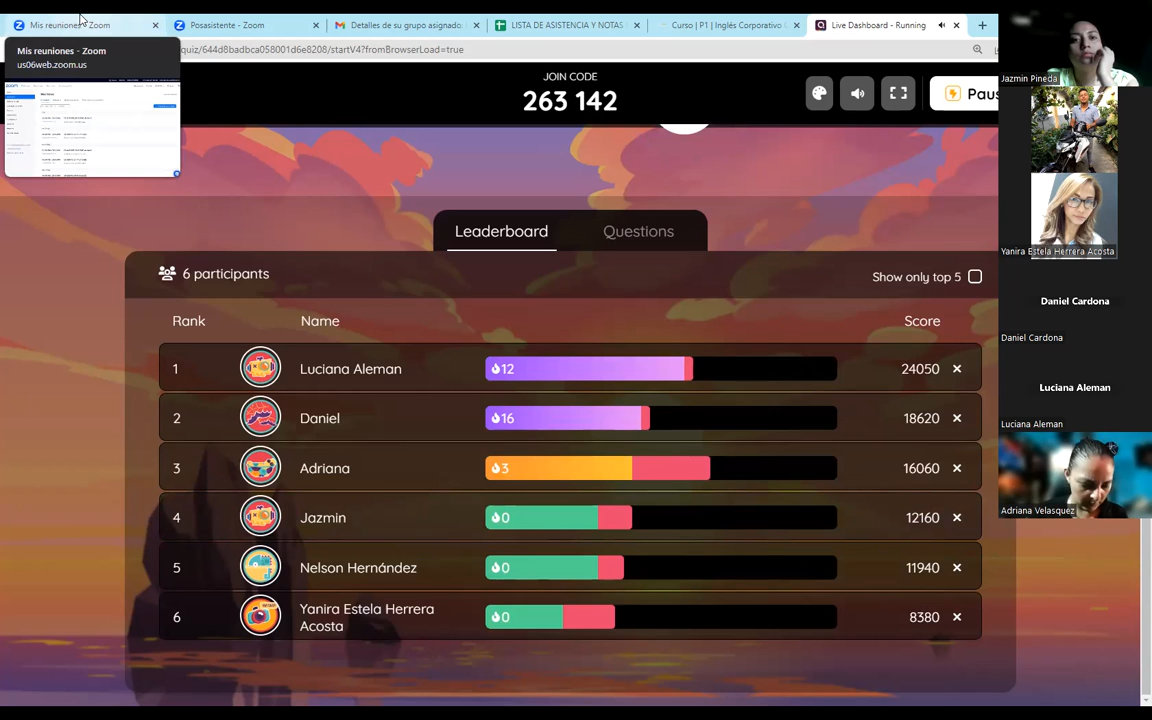 Mis reuniones - Zoom
Posasistente - Zoom
Detalles de su grupo asignado:
LISTA DE ASISTENCIA Y NOTAS
Curso | P1 | Inglés Corporativo
Live Dashboard - Running
Mis reuniones - Zoom
us06web.zoom.us
quiz/644d8badbca058001d6e8208/startV4?fromBrowserLoad=true
JOIN CODE
263 142
Paus
Leaderboard
Questions
6 participants
Show only top 5
Rank
Name
Score
1
Luciana Aleman
12
24050
2
Daniel
16
18620
3
Adriana
3
16060
4
Jazmin
0
12160
5
Nelson Hernández
0
11940
6
Yanira Estela Herrera
Acosta
0
8380
Jazmin Pineda
Yanira Estela Herrera Acosta
Daniel Cardona
Daniel Cardona
Luciana Aleman
Luciana Aleman
Adriana Velasquez